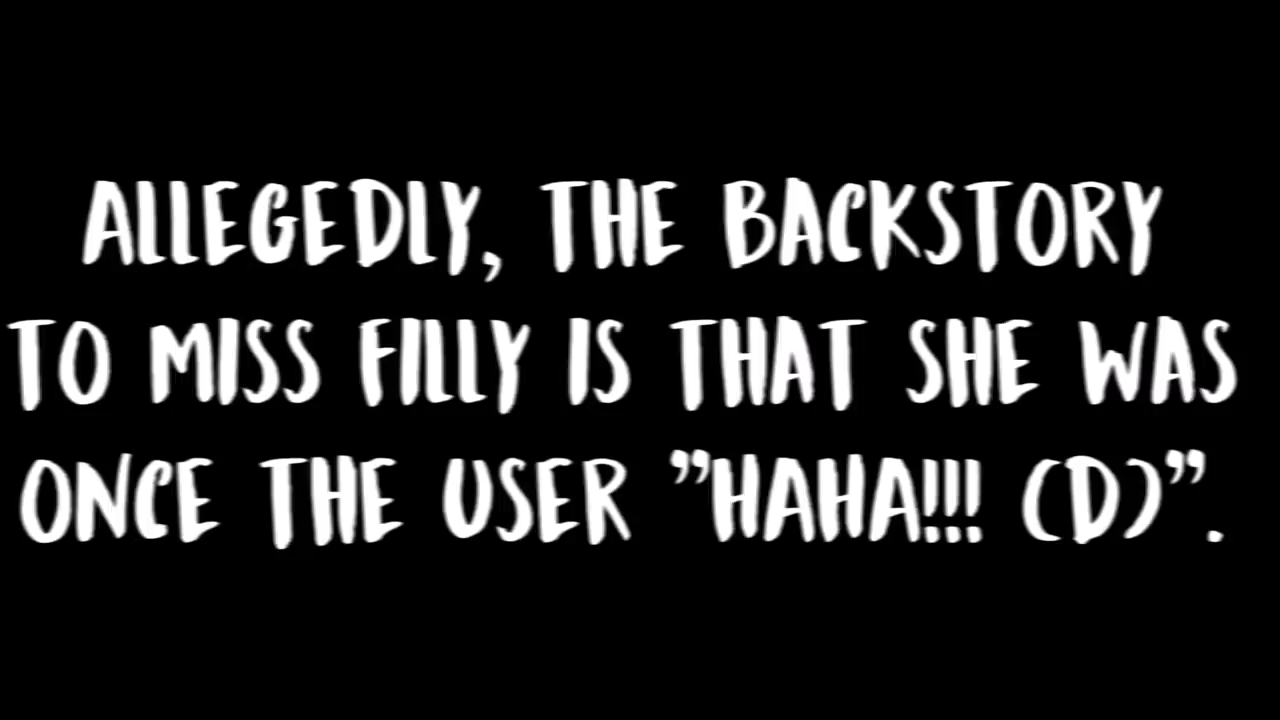 ALLEGEDLY, THE BACKSTORY
TO MISS FILLY IS THAT SHE WAS
ONCE THE USER ”HAHA!!! (D)”.